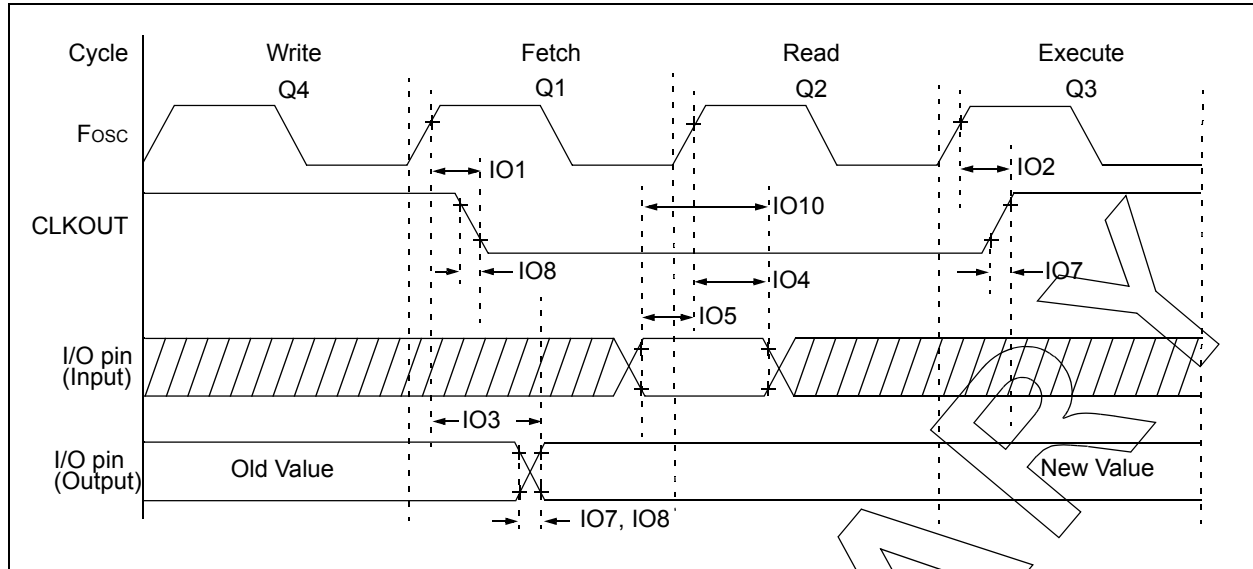 Cycle Write Fetch Read Execute
Q4 Q1 Q2 Q3
FOSC
IO1 IO2
IO10
CLKOUT
IO8 IO4 IO7
IO5
I/O pin
(Input)
IO3
I/O pin
(Output)
Old Value New Value
IO7, IO8
A R Y